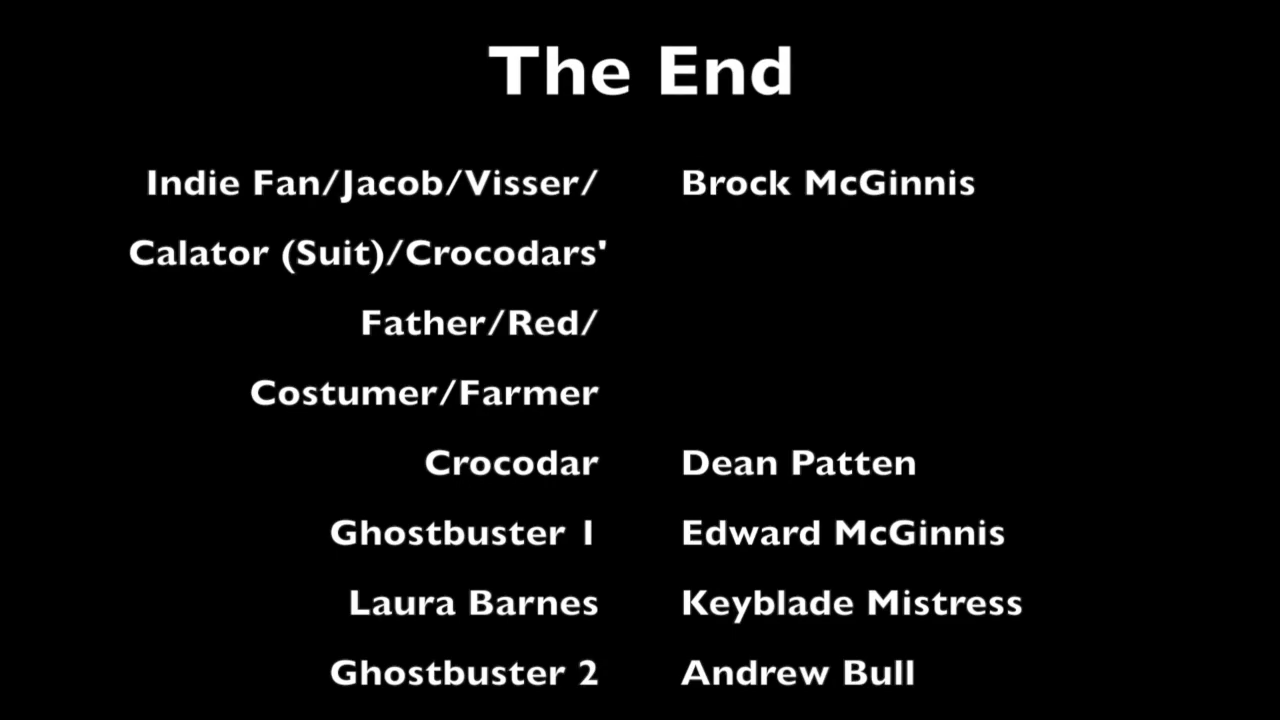 The End
Indie Fan/Jacob/Visser/ Brock McGinnis
Calator (Suit)/Crocodars'
Father/Red/
Costumer/Farmer
Crocodar Dean Patten
Ghostbuster 1 Edward McGinnis
Laura Barnes Keyblade Mistress
Ghostbuster 2 Andrew Bull